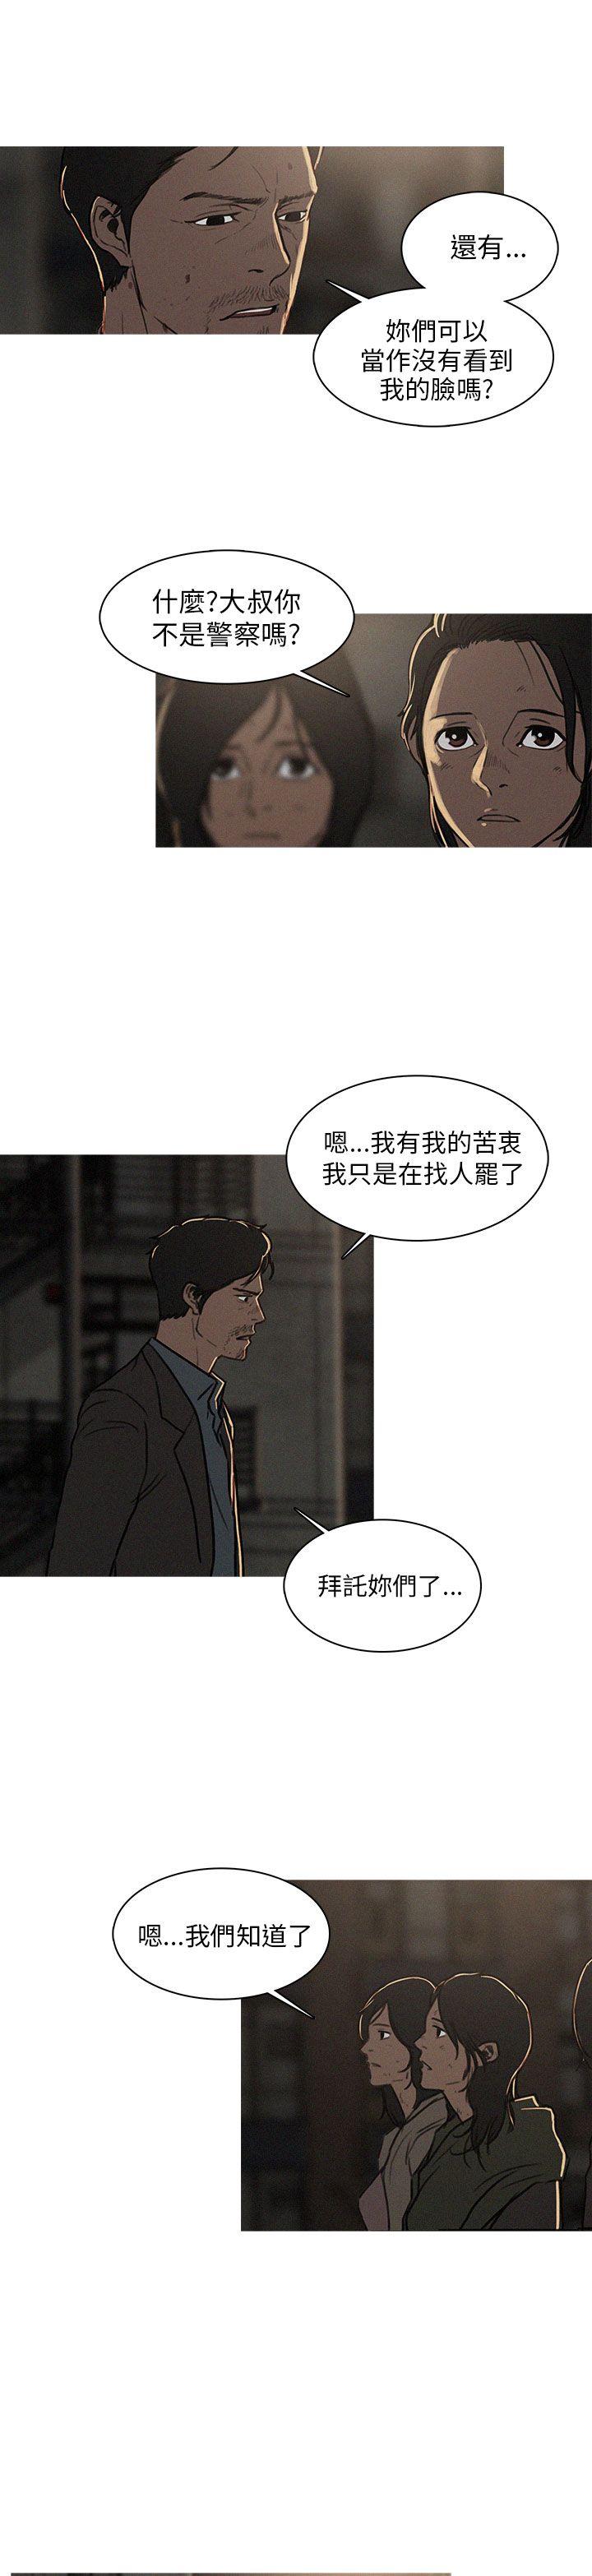 還有...
妳們可以
當作沒有看到
我的臉嗎?
什麼?大叔你
不是警察嗎?
嗯...我有我的苦衷
我只是在找人罷了
拜託妳們了...
嗯...我們知道了